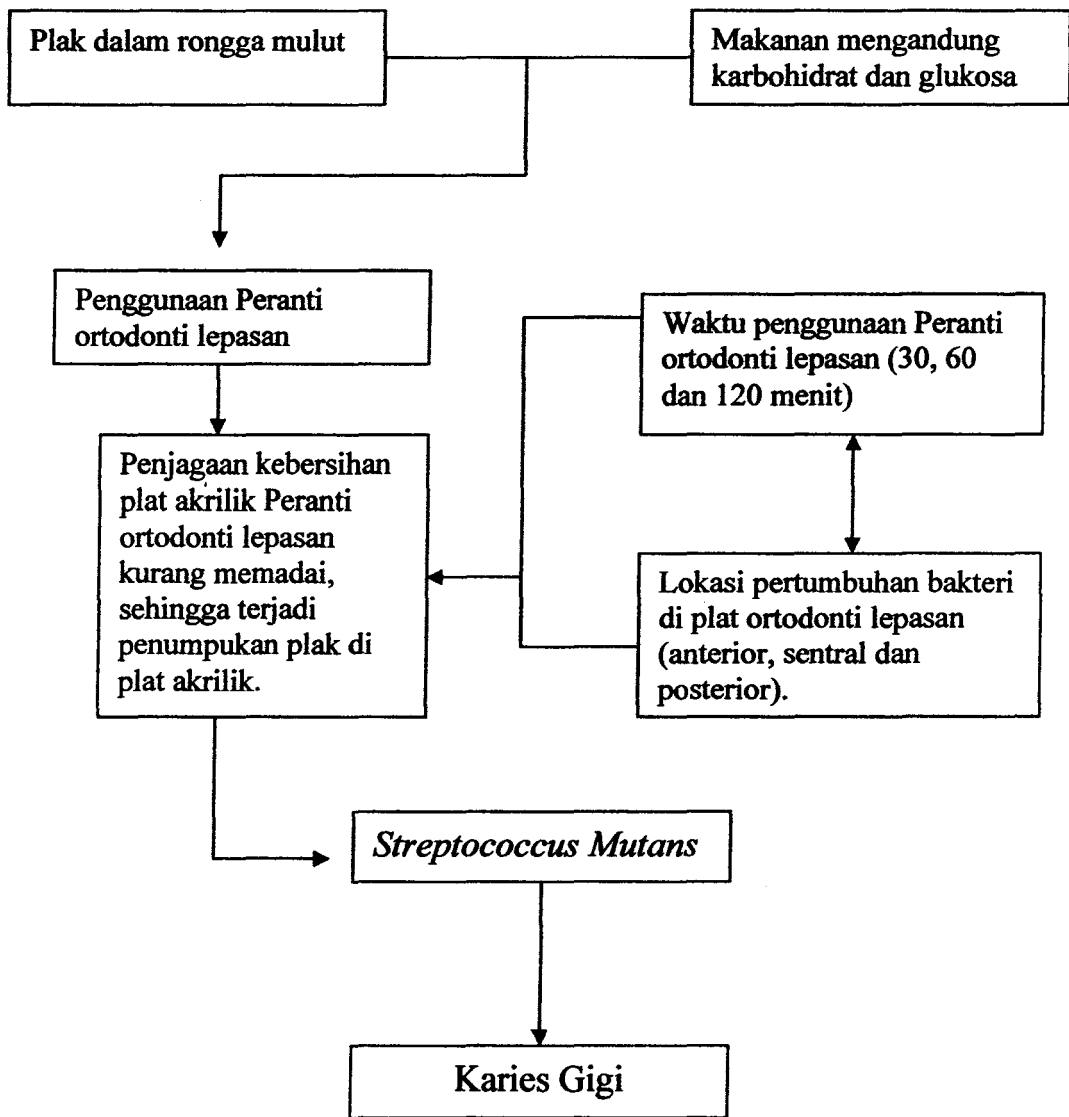 Plak dalam rongga mulut
Makanan mengandung
karbohidrat dan glukosa
Penggunaan Peranti
ortodonti lepasan
Waktu penggunaan Peranti
ortodonti lepasan (30, 60
dan 120 menit)
Penjagaan kebersihan
plat akrilik Peranti
ortodonti lepasan
kurang memadai,
sehingga terjadi
penumpukan plak di
plat akrilik.
Lokasi pertumbuhan bakteri
di plat ortodonti lepasan
(anterior, sentral dan
posterior).
Streptococcus Mutans
Karies Gigi